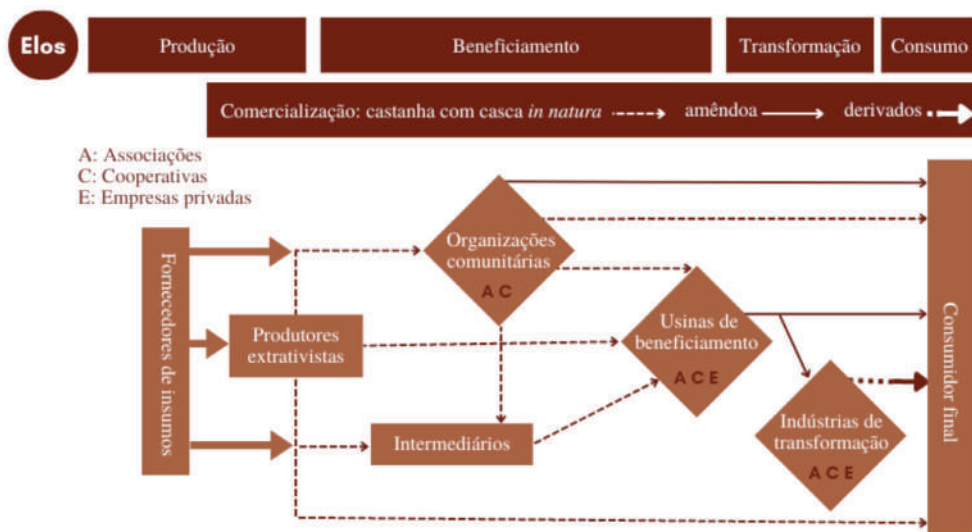 Elos
Produção
Beneficiamento
Transformação
Consumo
Comercialização: castanha com casca in natura
amêndoa
derivados
A: Associações
C: Cooperativas
E: Empresas privadas
Fornecedores de insumos
Produtores
extrativistas
Organizações
comunitárias
A C
Intermediários
Usinas de
beneficiamento
A C E
Indústrias de
transformação
A C E
Consumidor final